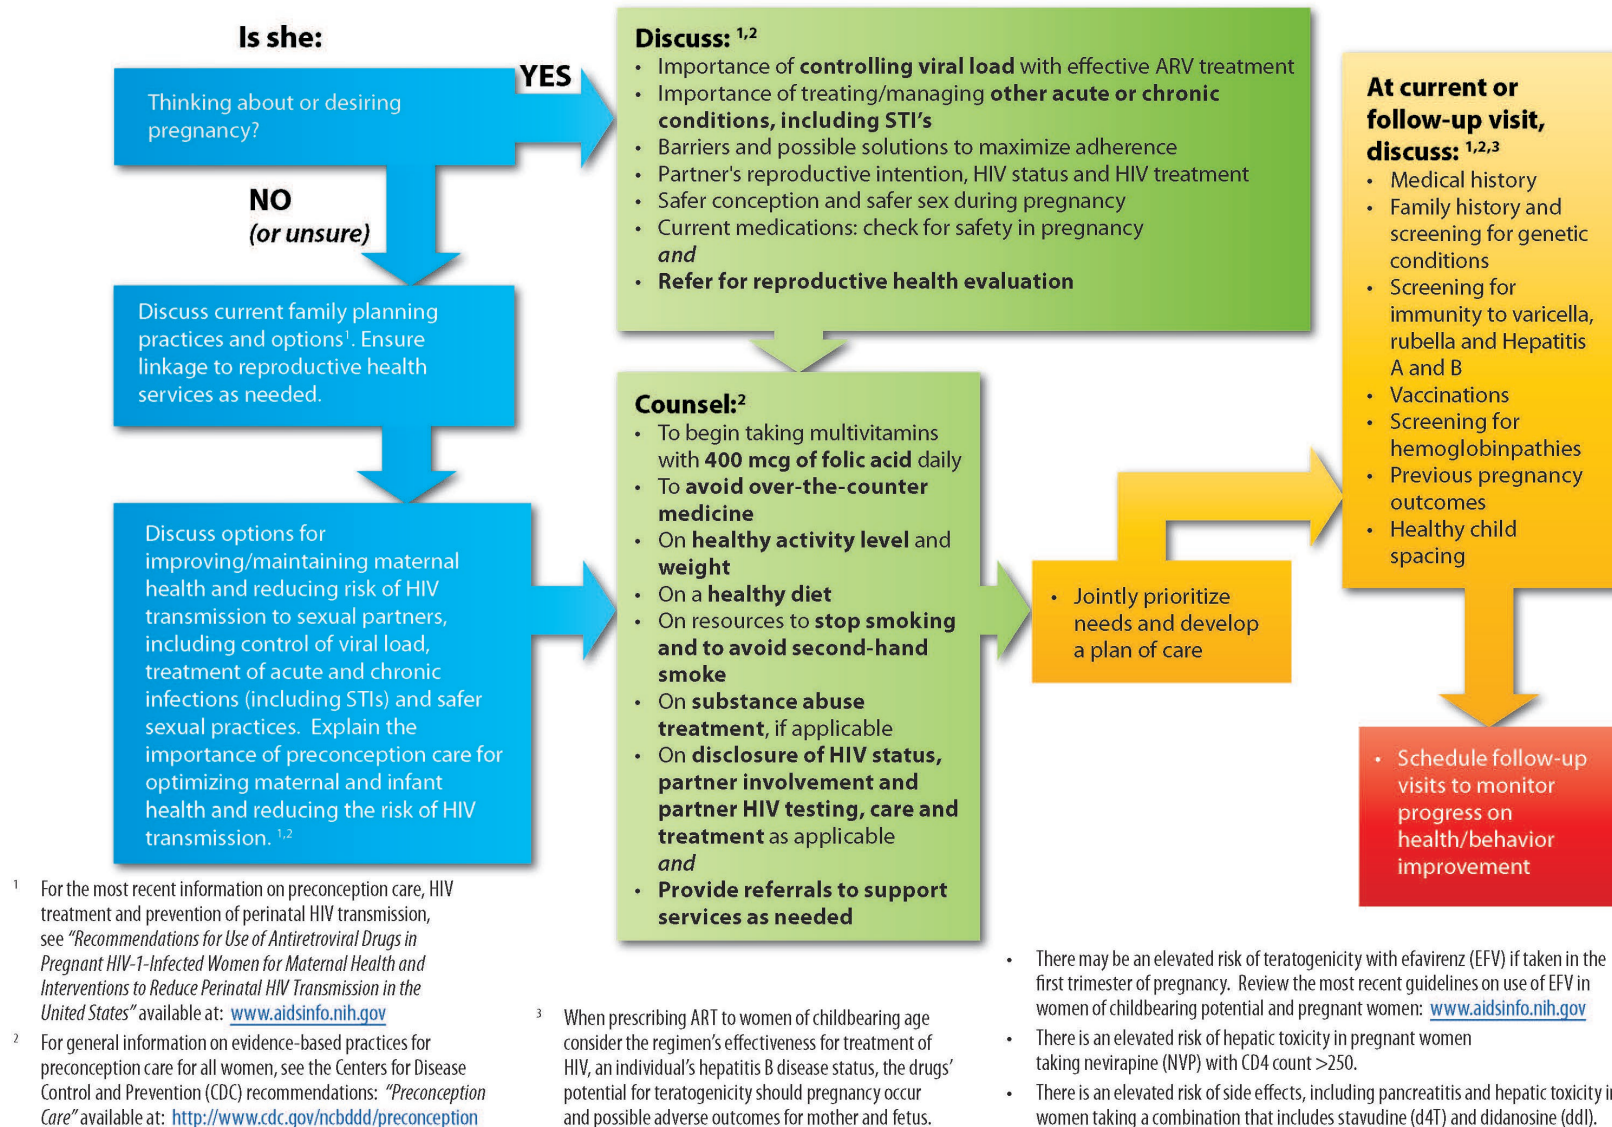 Is she:
Thinking about or desiring
pregnancy?
YES
NO
(or unsure)
Discuss current family planning
practices and options¹. Ensure
linkage to reproductive health
services as needed.
Discuss options for
improving/maintaining maternal
health and reducing risk of HIV
transmission to sexual partners,
including control of viral load,
treatment of acute and chronic
infections (including STIs) and safer
sexual practices. Explain the
importance of preconception care for
optimizing maternal and infant
health and reducing the risk of HIV
transmission. ¹,²
Discuss: ¹,²
• Importance of controlling viral load with effective ARV treatment
• Importance of treating/managing other acute or chronic
conditions, including STI's
• Barriers and possible solutions to maximize adherence
• Partner's reproductive intention, HIV status and HIV treatment
• Safer conception and safer sex during pregnancy
• Current medications: check for safety in pregnancy
and
• Refer for reproductive health evaluation
Counsel:²
• To begin taking multivitamins
with 400 mcg of folic acid daily
• To avoid over-the-counter
medicine
• On healthy activity level and
weight
• On a healthy diet
• On resources to stop smoking
and to avoid second-hand
smoke
• On substance abuse
treatment, if applicable
• On disclosure of HIV status,
partner involvement and
partner HIV testing, care and
treatment as applicable
and
• Provide referrals to support
services as needed
• Jointly prioritize
needs and develop
a plan of care
At current or
follow-up visit,
discuss: ¹,²,³
• Medical history
• Family history and
screening for genetic
conditions
• Screening for
immunity to varicella,
rubella and Hepatitis
A and B
• Vaccinations
• Screening for
hemoglobinpathies
• Previous pregnancy
outcomes
• Healthy child
spacing
• Schedule follow-up
visits to monitor
progress on
health/behavior
improvement
¹ For the most recent information on preconception care, HIV
treatment and prevention of perinatal HIV transmission,
see "Recommendations for Use of Antiretroviral Drugs in
Pregnant HIV-1-Infected Women for Maternal Health and
Interventions to Reduce Perinatal HIV Transmission in the
United States" available at: www.aidsinfo.nih.gov
² For general information on evidence-based practices for
preconception care for all women, see the Centers for Disease
Control and Prevention (CDC) recommendations: "Preconception
Care" available at: http://www.cdc.gov/ncbddd/preconception
³ When prescribing ART to women of childbearing age
consider the regimen's effectiveness for treatment of
HIV, an individual's hepatitis B disease status, the drugs'
potential for teratogenicity should pregnancy occur
and possible adverse outcomes for mother and fetus.
• There may be an elevated risk of teratogenicity with efavirenz (EFV) if taken in the
first trimester of pregnancy. Review the most recent guidelines on use of EFV in
women of childbearing potential and pregnant women: www.aidsinfo.nih.gov
• There is an elevated risk of hepatic toxicity in pregnant women
taking nevirapine (NVP) with CD4 count >250.
• There is an elevated risk of side effects, including pancreatitis and hepatic toxicity in
women taking a combination that includes stavudine (d4T) and didanosine (ddI).